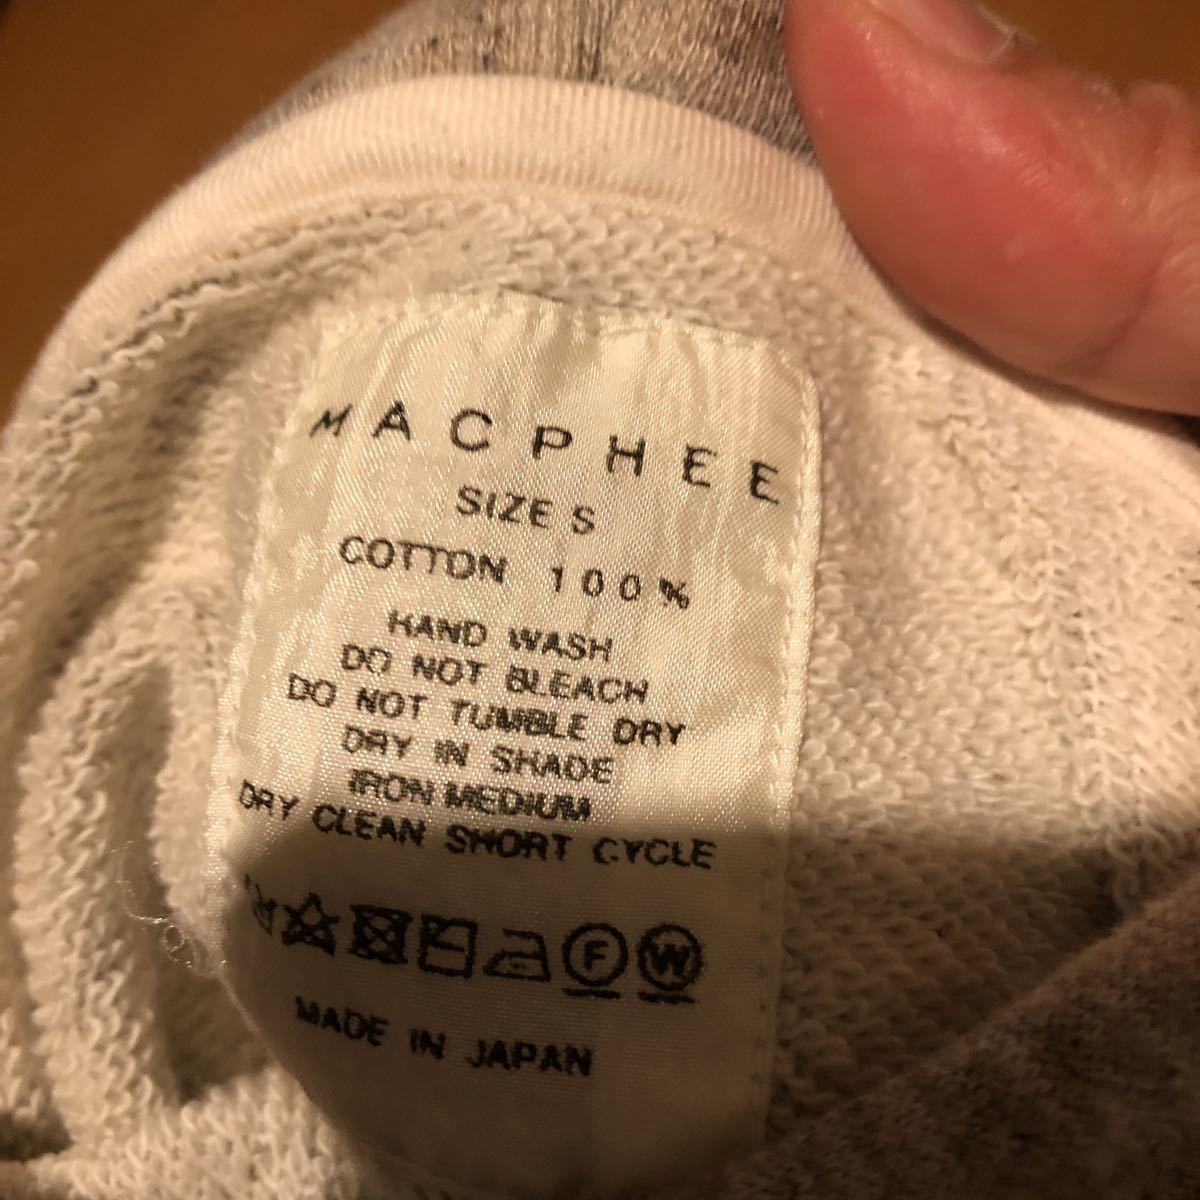 MACPHEE
SIZE S
COTTON 100%
HAND WASH
DO NOT BLEACH
DO NOT TUMBLE DRY
DRY IN SHADE
IRON MEDIUM
DRY CLEAN SHORT CYCLE
F W
MADE IN JAPAN